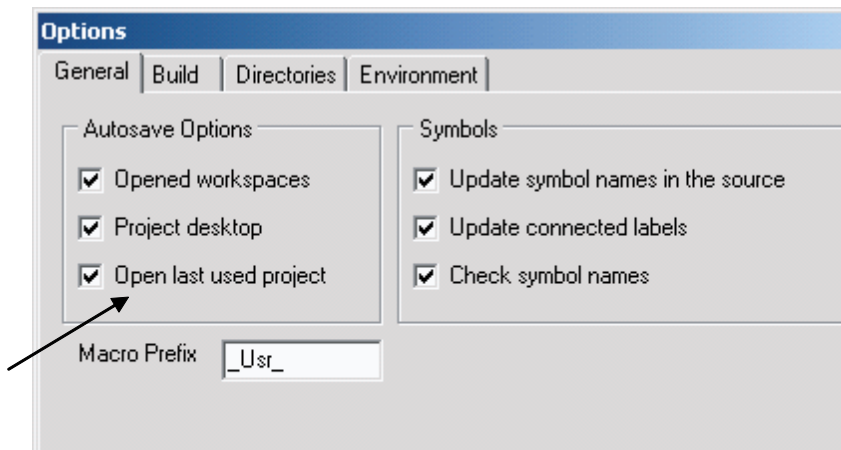 Options
General Build Directories Environment
Autosave Options
Opened workspaces
Project desktop
Open last used project
Symbols
Update symbol names in the source
Update connected labels
Check symbol names
Macro Prefix _Usr_